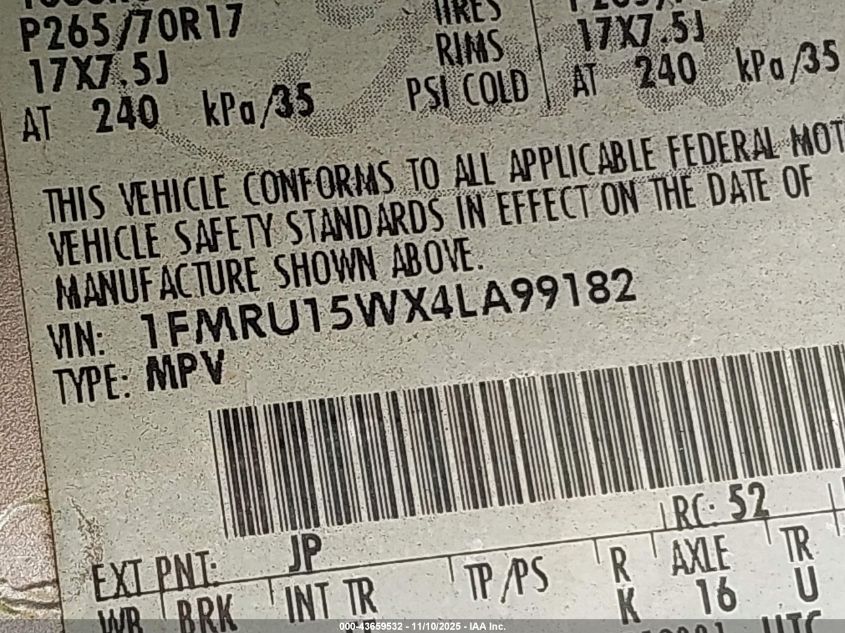 P265/70R17 TIRES
17X7.5J RIMS 17X7.5J
AT 240 kPa/35 PSI COLD AT 240 kPa/35
THIS VEHICLE CONFORMS TO ALL APPLICABLE FEDERAL MOT
VEHICLE SAFETY STANDARDS IN EFFECT ON THE DATE OF
MANUFACTURE SHOWN ABOVE.
VIN: 1FMRU15WX4LA99182
TYPE: MPV
RC: 52
EXT PNT: JP
WB BRK INT TR TP/PS R AXLE TR
K 16 U
UTC
000-43659532 - 11/10/2025 - IAA Inc.